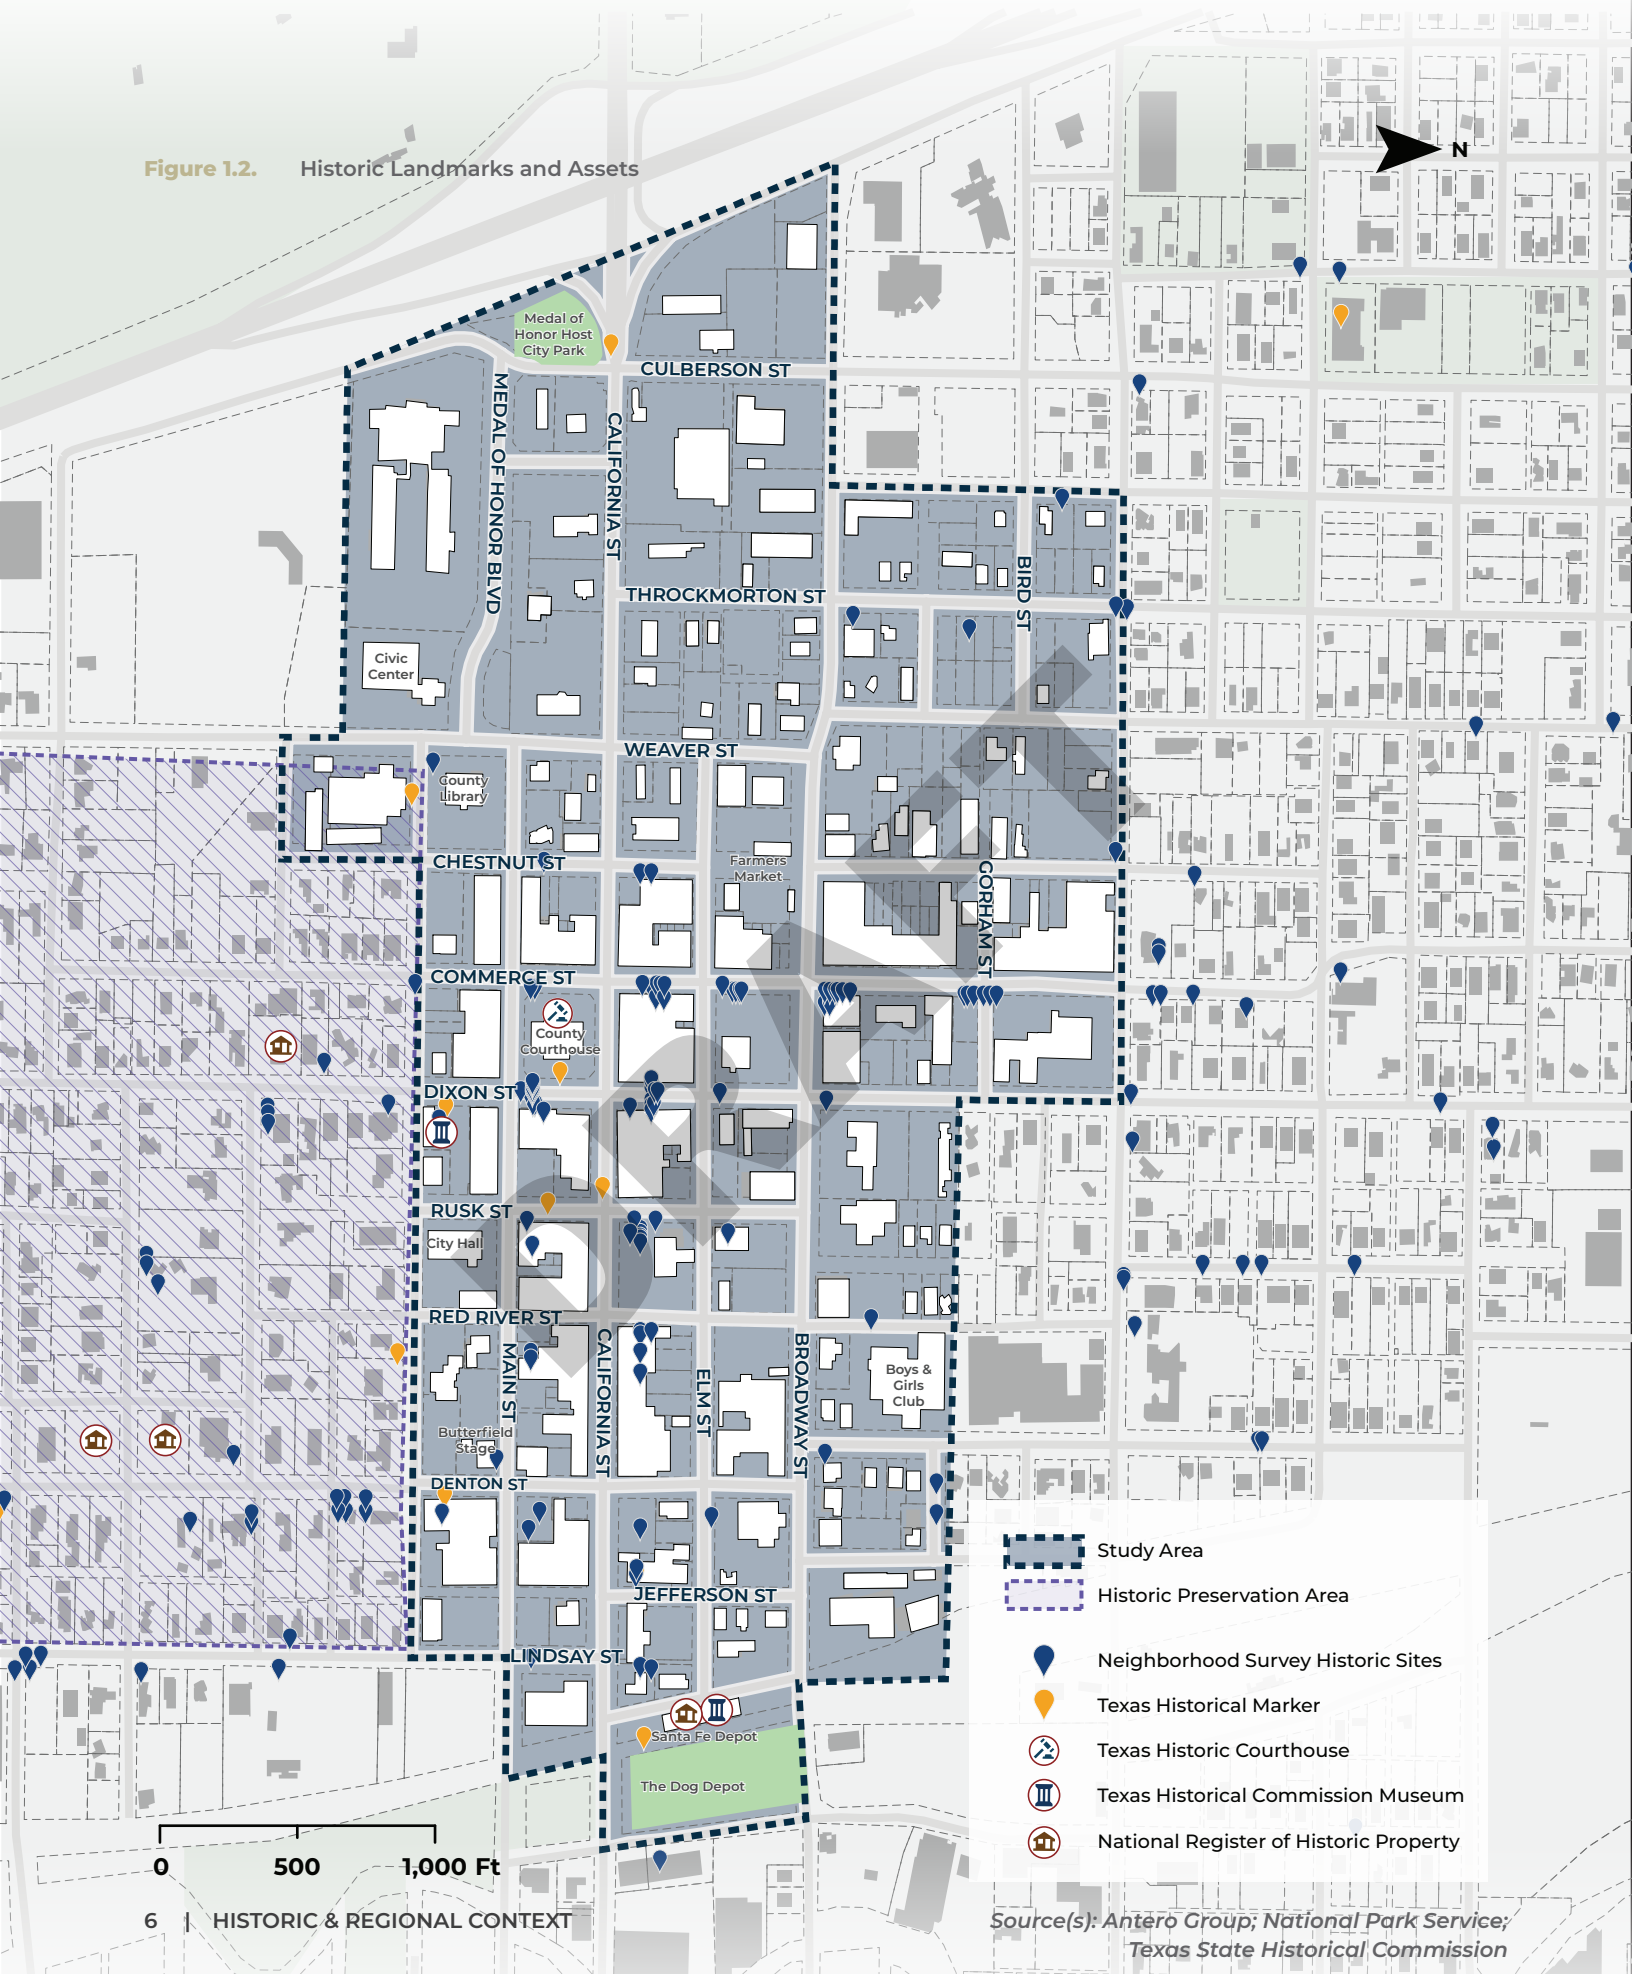 Figure 1.2. Historic Landmarks and Assets
N
Medal of
Honor Host
City Park
CULBERSON ST
MEDAL OF HONOR BLVD
CALIFORNIA ST
THROCKMORTON ST
BIRD ST
Civic
Center
WEAVER ST
County
Library
CHESTNUT ST
Farmers
Market
GORHAM ST
COMMERCE ST
County
Courthouse
DIXON ST
RUSK ST
City Hall
RED RIVER ST
MAIN ST
CALIFORNIA ST
ELM ST
BROADWAY ST
Boys &
Girls
Club
Butterfield
Stage
DENTON ST
JEFFERSON ST
LINDSAY ST
Santa Fe Depot
The Dog Depot
DRAFT
Study Area
Historic Preservation Area
Neighborhood Survey Historic Sites
Texas Historical Marker
Texas Historic Courthouse
Texas Historical Commission Museum
National Register of Historic Property
0 500 1,000 Ft
6 | HISTORIC & REGIONAL CONTEXT
Source(s): Antero Group; National Park Service;
Texas State Historical Commission